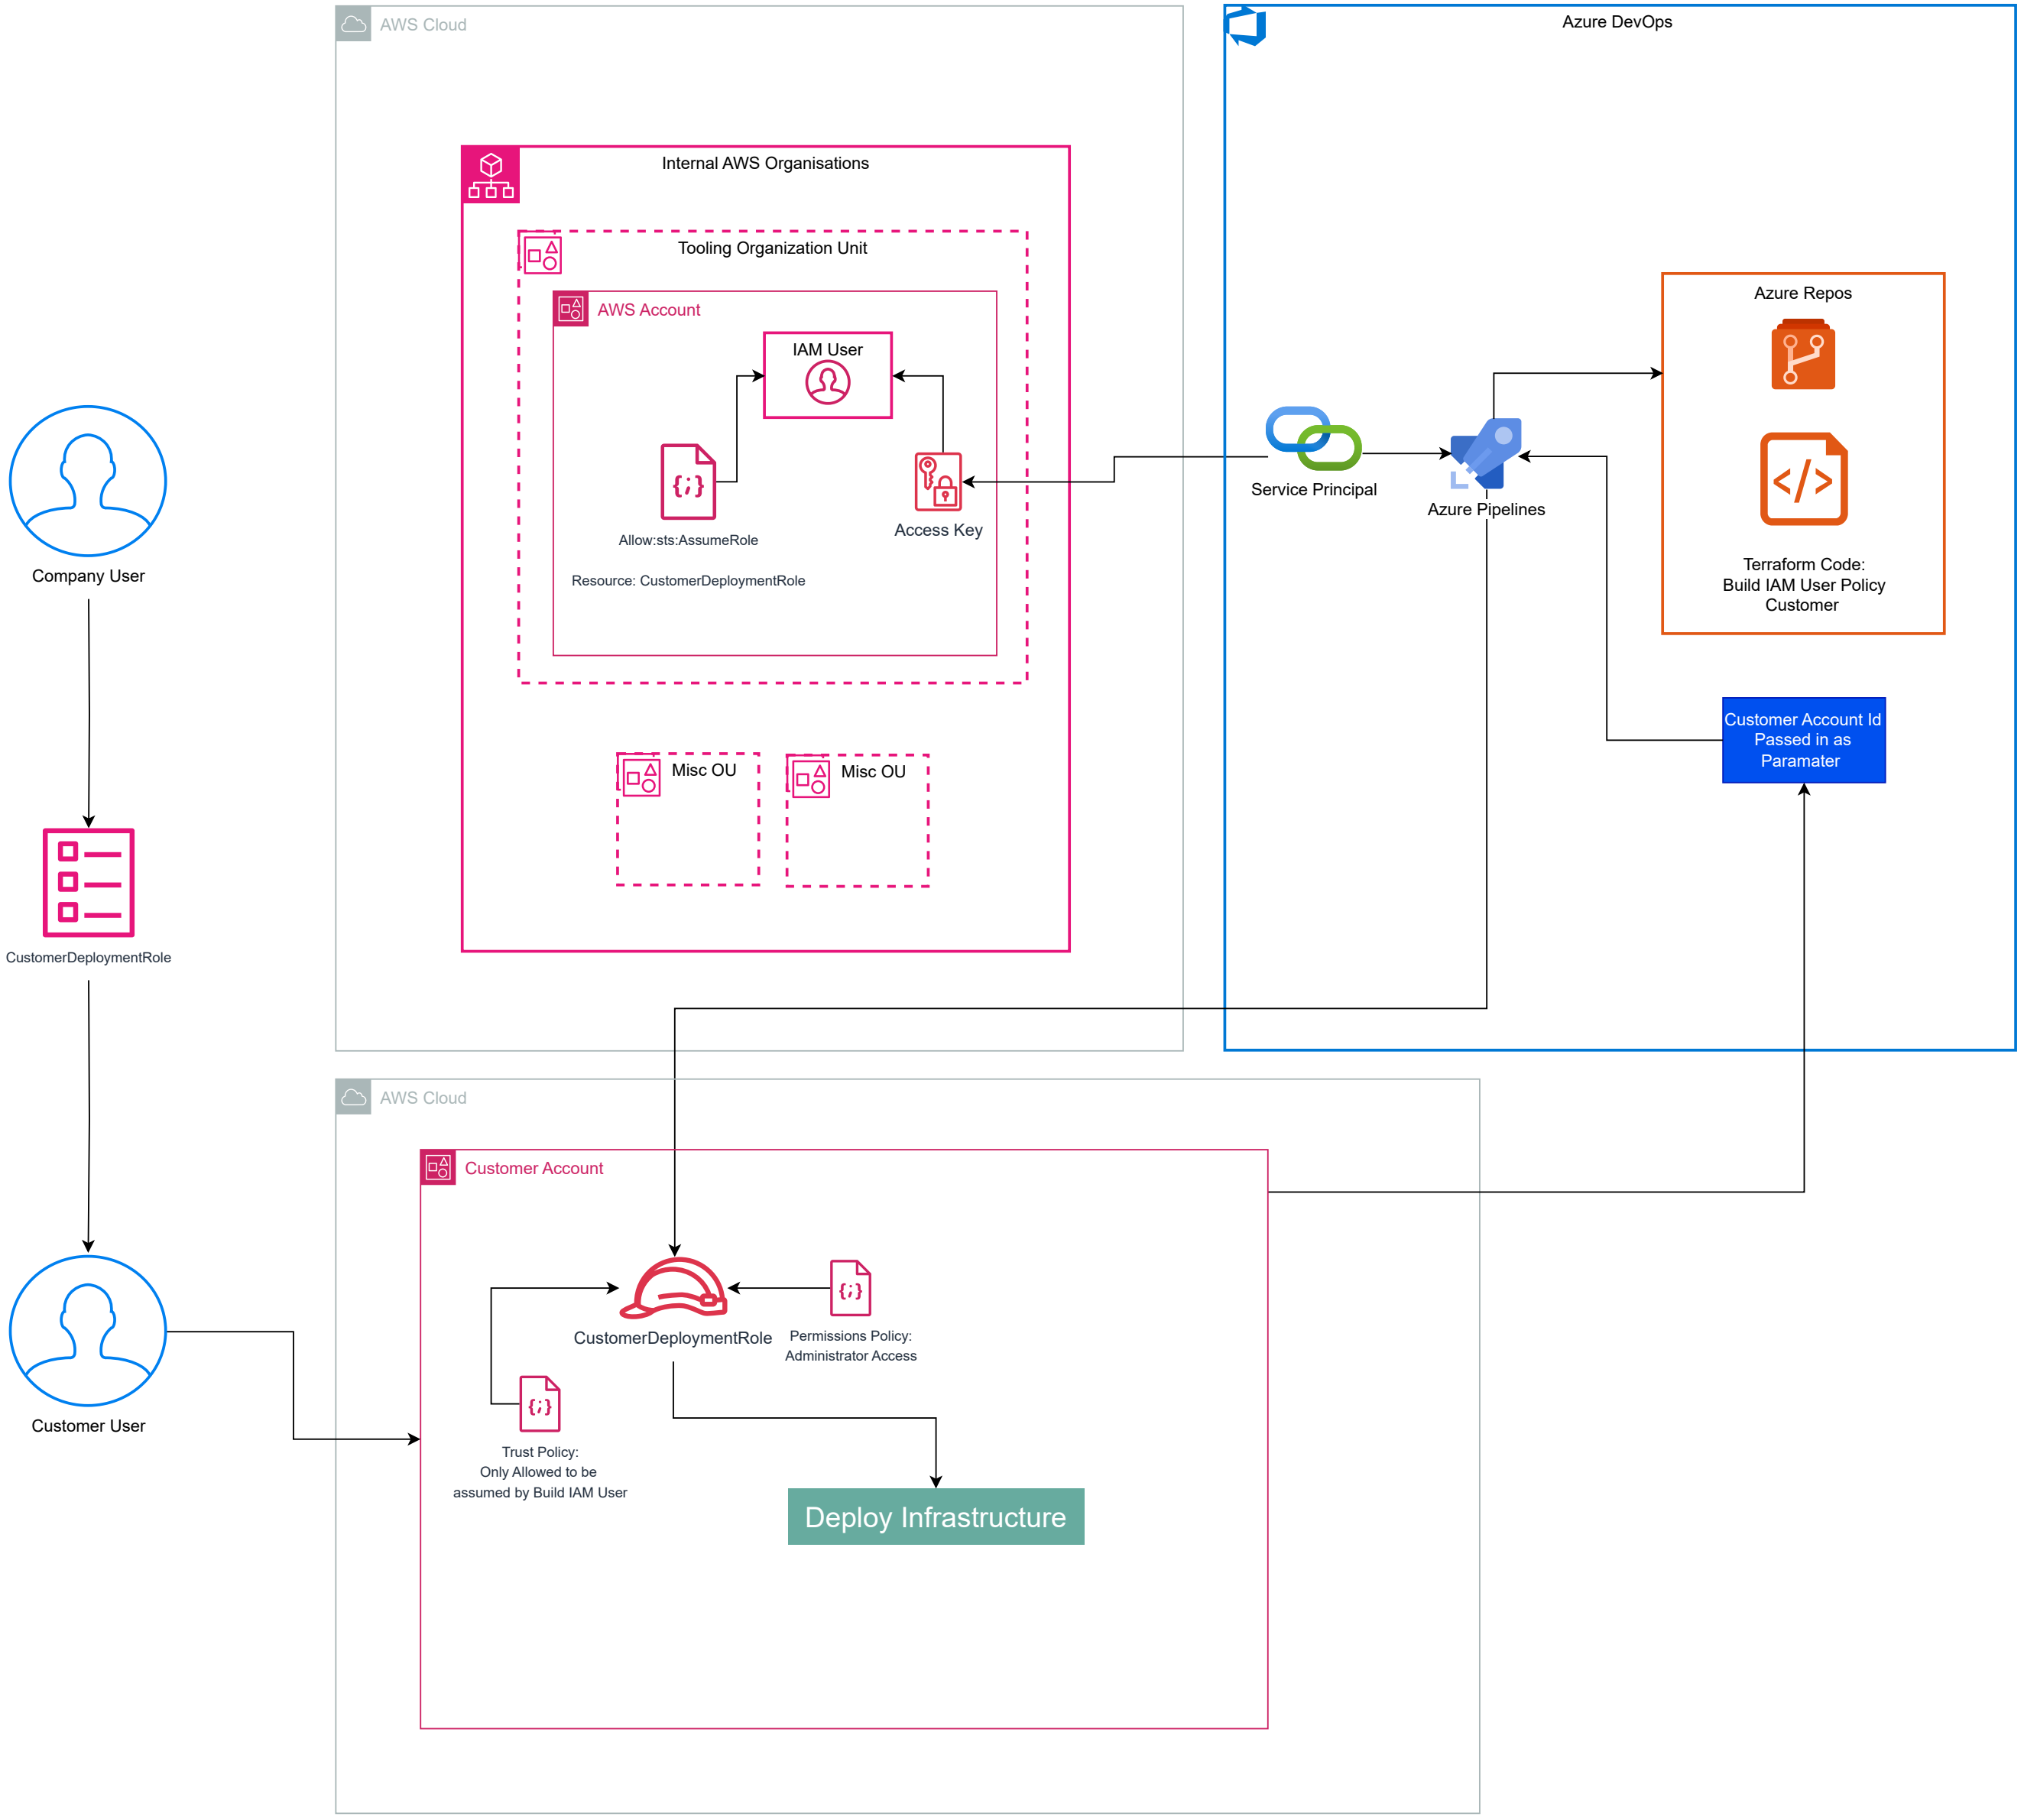 AWS Cloud
Azure DevOps
Internal AWS Organisations
Tooling Organization Unit
AWS Account
IAM User
Allow:sts:AssumeRole
Resource: CustomerDeploymentRole
Access Key
Misc OU
Misc OU
Service Principal
Azure Pipelines
Azure Repos
Terraform Code:
Build IAM User Policy
Customer
Customer Account Id
Passed in as
Paramater
Company User
CustomerDeploymentRole
Customer User
AWS Cloud
Customer Account
CustomerDeploymentRole
Permissions Policy:
Administrator Access
Trust Policy:
Only Allowed to be
assumed by Build IAM User
Deploy Infrastructure